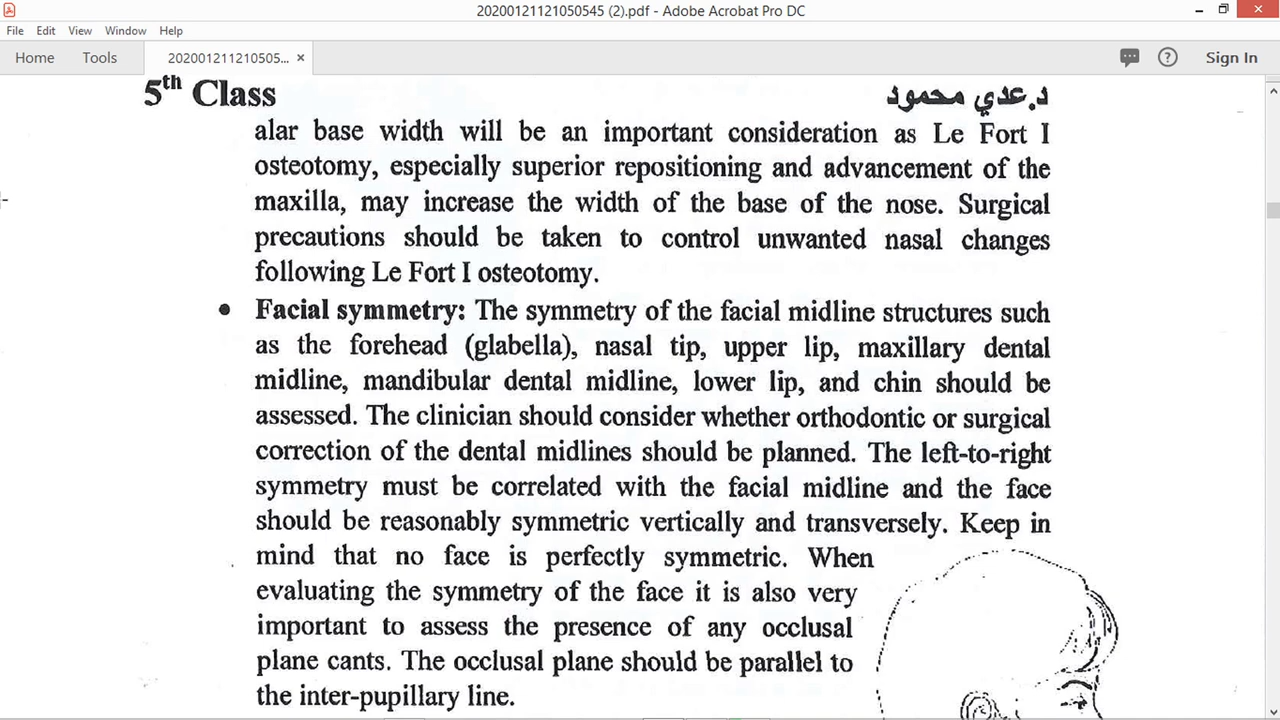 20200121121050545 (2).pdf - Adobe Acrobat Pro DC
File Edit View Window Help
Home Tools 202001211210505... × Sign In
5th Class د.عدي محمود
alar base width will be an important consideration as Le Fort I
osteotomy, especially superior repositioning and advancement of the
maxilla, may increase the width of the base of the nose. Surgical
precautions should be taken to control unwanted nasal changes
following Le Fort I osteotomy.
• Facial symmetry: The symmetry of the facial midline structures such
as the forehead (glabella), nasal tip, upper lip, maxillary dental
midline, mandibular dental midline, lower lip, and chin should be
assessed. The clinician should consider whether orthodontic or surgical
correction of the dental midlines should be planned. The left-to-right
symmetry must be correlated with the facial midline and the face
should be reasonably symmetric vertically and transversely. Keep in
mind that no face is perfectly symmetric. When
evaluating the symmetry of the face it is also very
important to assess the presence of any occlusal
plane cants. The occlusal plane should be parallel to
the inter-pupillary line.